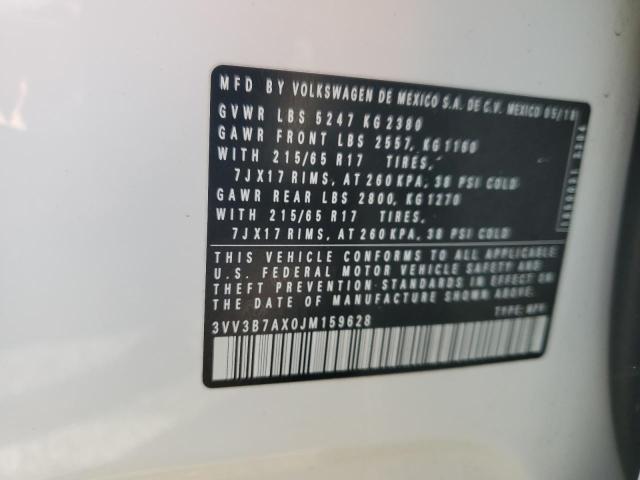 MFD BY VOLKSWAGEN DE MEXICO S.A. DE C.V. MEXICO 05/18
GVWR LBS 5247 KG 2380
GAWR FRONT LBS 2557, KG 1160
WITH 215/65 R17 TIRES,
7JX17 RIMS, AT 260 KPA, 38 PSI COLD
GAWR REAR LBS 2800, KG 1270
WITH 215/65 R17 TIRES,
7JX17 RIMS, AT 260 KPA, 38 PSI COLD
THIS VEHICLE CONFORMS TO ALL APPLICABLE
U.S. FEDERAL MOTOR VEHICLE SAFETY AND
THEFT PREVENTION STANDARDS IN EFFECT ON
THE DATE OF MANUFACTURE SHOWN ABOVE.
3VV3B7AX0JM159628
TYPE: MPV